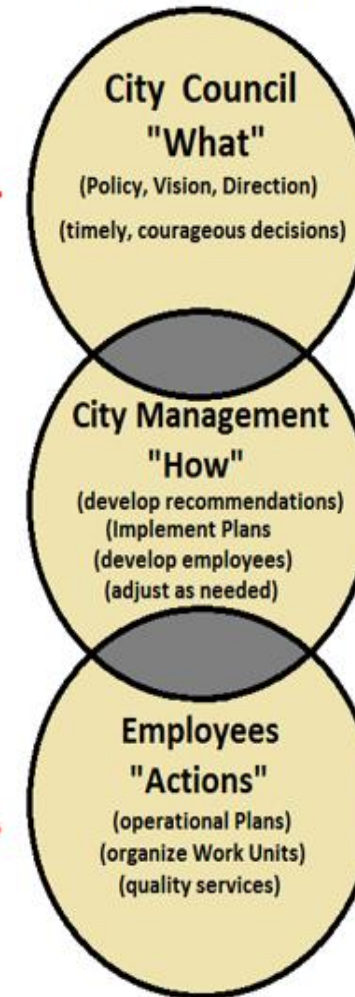 City Council
"What"
(Policy, Vision, Direction)
(timely, courageous decisions)
City Management
"How"
(develop recommendations)
(Implement Plans
(develop employees)
(adjust as needed)
Employees
"Actions"
(operational Plans)
(organize Work Units)
(quality services)